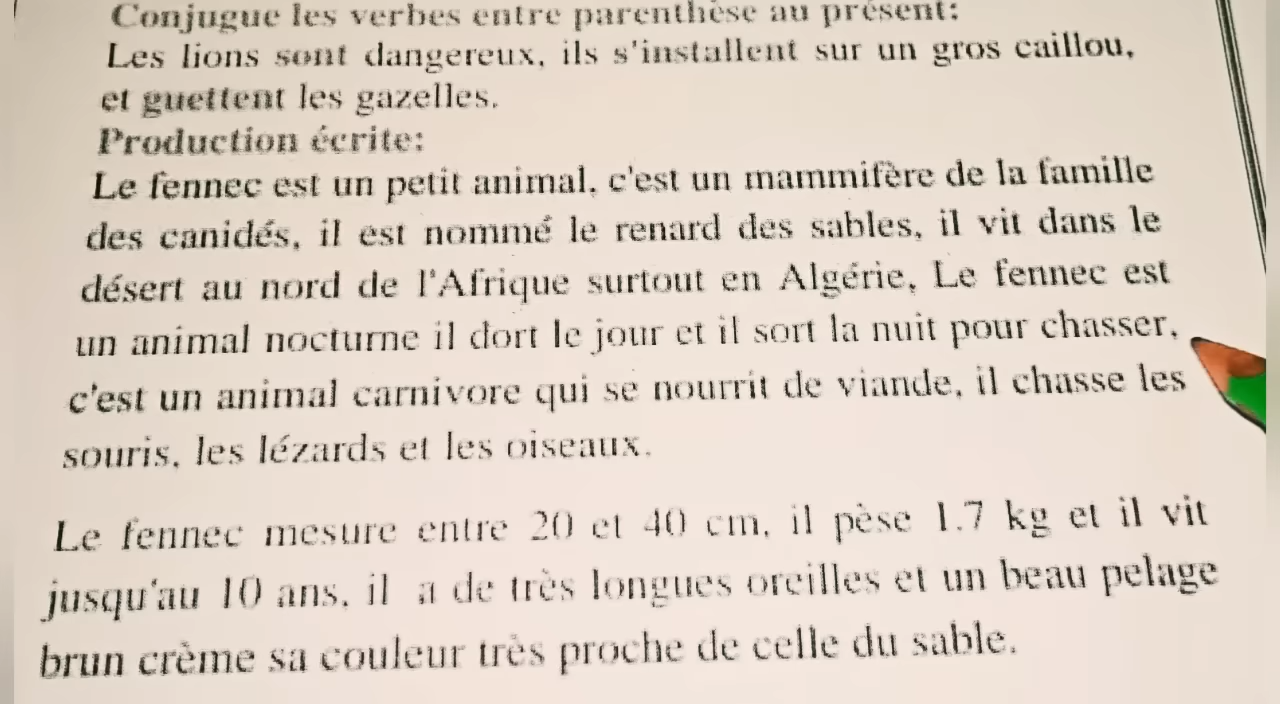 Conjugue les verbes entre parenthèse au présent:
Les lions sont dangereux, ils s'installent sur un gros caillou,
et guettent les gazelles.
Production écrite:
Le fennec est un petit animal, c'est un mammifère de la famille
des canidés, il est nommé le renard des sables, il vit dans le
désert au nord de l'Afrique surtout en Algérie, Le fennec est
un animal nocturne il dort le jour et il sort la nuit pour chasser,
c'est un animal carnivore qui se nourrit de viande, il chasse les
souris, les lézards et les oiseaux.
Le fennec mesure entre 20 et 40 cm, il pèse 1.7 kg et il vit
jusqu'au 10 ans, il a de très longues oreilles et un beau pelage
brun crème sa couleur très proche de celle du sable.